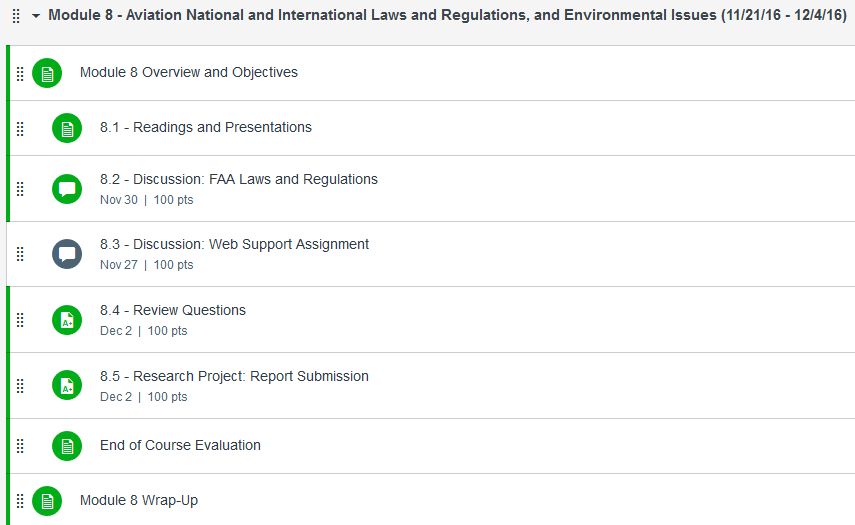 Module 8 - Aviation National and International Laws and Regulations, and Environmental Issues (11/21/16 - 12/4/16)
Module 8 Overview and Objectives
8.1 - Readings and Presentations
8.2 - Discussion: FAA Laws and Regulations
Nov 30 | 100 pts
8.3 - Discussion: Web Support Assignment
Nov 27 | 100 pts
A+
8.4 - Review Questions
Dec 2 | 100 pts
A+
8.5 - Research Project: Report Submission
Dec 2 | 100 pts
End of Course Evaluation
Module 8 Wrap-Up